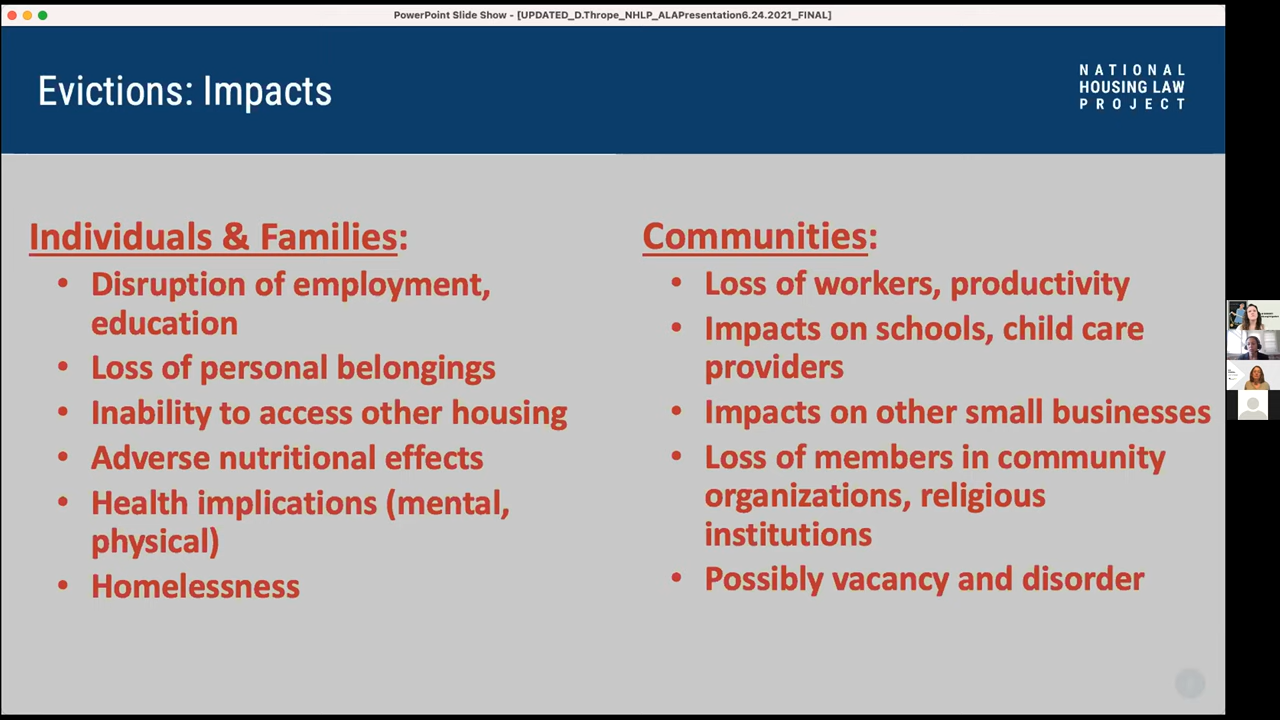 PowerPoint Slide Show - [UPDATED_D.Thrope_NHLP_ALAPresentation6.24.2021_FINAL]
Evictions: Impacts
NATIONAL
HOUSING LAW
PROJECT
Individuals & Families:
• Disruption of employment,
education
• Loss of personal belongings
• Inability to access other housing
• Adverse nutritional effects
• Health implications (mental,
physical)
• Homelessness
Communities:
• Loss of workers, productivity
• Impacts on schools, child care
providers
• Impacts on other small businesses
• Loss of members in community
organizations, religious
institutions
• Possibly vacancy and disorder